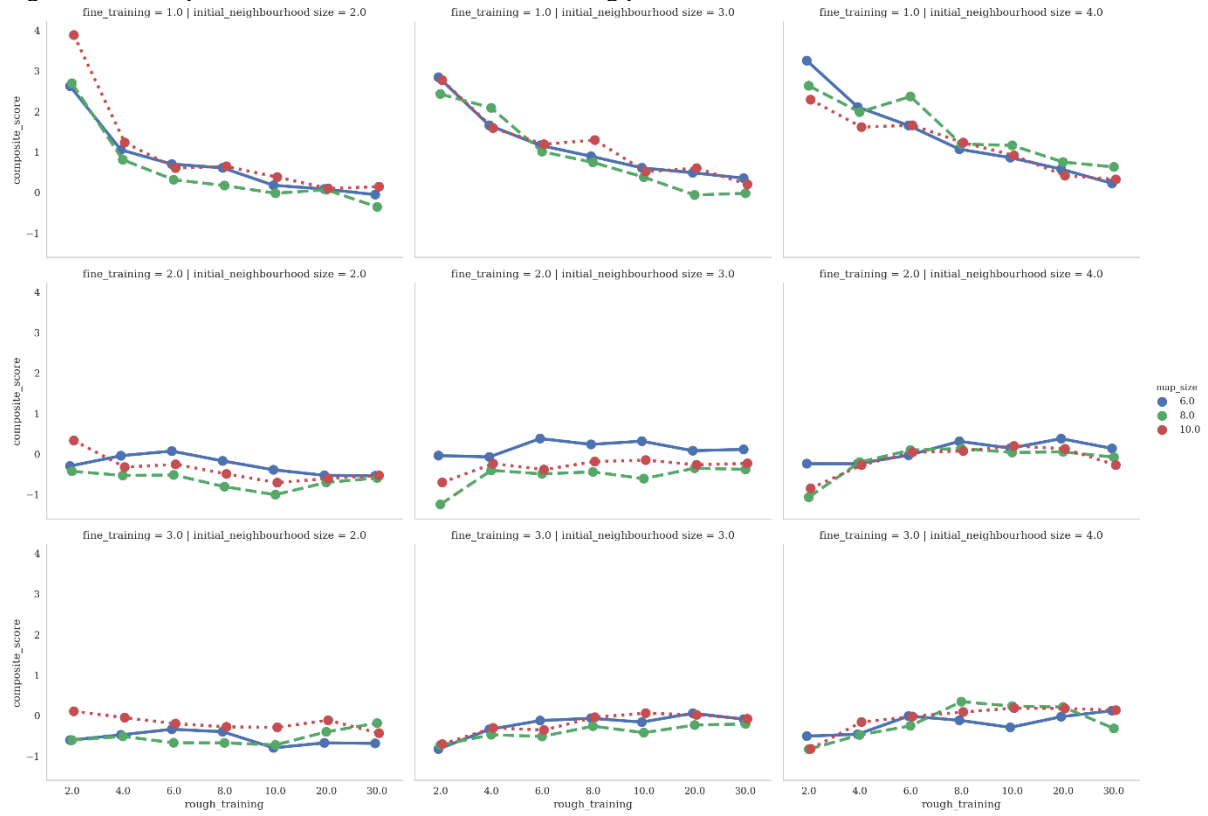 fine_training = 1.0 | initial_neighbourhood size = 2.0
fine_training = 1.0 | initial_neighbourhood size = 3.0
fine_training = 1.0 | initial_neighbourhood size = 4.0
4
3
2
1
0
−1
composite_score
fine_training = 2.0 | initial_neighbourhood size = 2.0
fine_training = 2.0 | initial_neighbourhood size = 3.0
fine_training = 2.0 | initial_neighbourhood size = 4.0
4
3
2
1
0
−1
composite_score
map_size
6.0
8.0
10.0
fine_training = 3.0 | initial_neighbourhood size = 2.0
fine_training = 3.0 | initial_neighbourhood size = 3.0
fine_training = 3.0 | initial_neighbourhood size = 4.0
4
3
2
1
0
−1
composite_score
2.0 4.0 6.0 8.0 10.0 20.0 30.0
rough_training
2.0 4.0 6.0 8.0 10.0 20.0 30.0
rough_training
2.0 4.0 6.0 8.0 10.0 20.0 30.0
rough_training